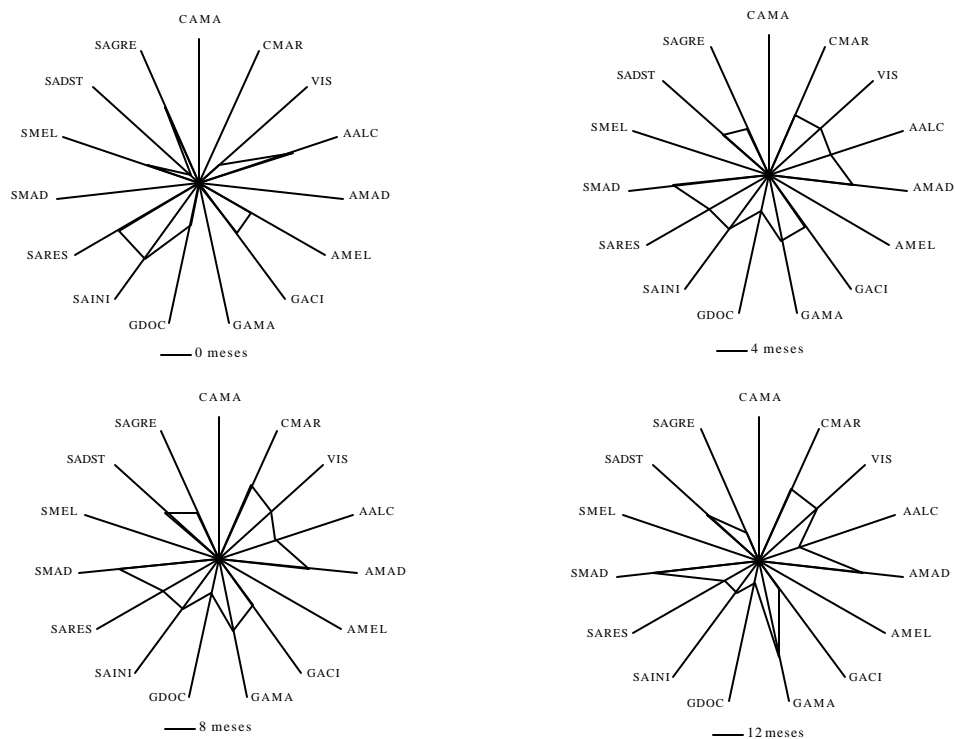 CAMA
SAGRE
CMAR
SADST
VIS
SMEL
AALC
SMAD
AMAD
SARES
AMEL
SAINI
GACI
GDOC
GAMA
0 meses
CAMA
SAGRE
CMAR
SADST
VIS
SMEL
AALC
SMAD
AMAD
SARES
AMEL
SAINI
GACI
GDOC
GAMA
4 meses
CAMA
SAGRE
CMAR
SADST
VIS
SMEL
AALC
SMAD
AMAD
SARES
AMEL
SAINI
GACI
GDOC
GAMA
8 meses
CAMA
SAGRE
CMAR
SADST
VIS
SMEL
AALC
SMAD
AMAD
SARES
AMEL
SAINI
GACI
GDOC
GAMA
12 meses